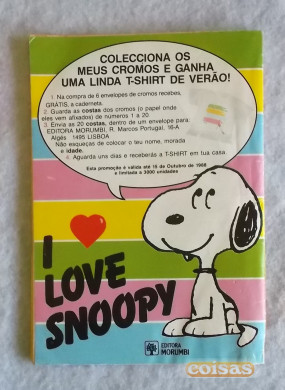 COLECCIONA OS
MEUS CROMOS E GANHA
UMA LINDA T-SHIRT DE VERÃO!
1. Na compra de 6 envelopes de cromos recebes,
GRÁTIS, a caderneta.
2. Guarda as costas dos cromos (o papel onde
eles vem afixados) de numeros 1 a 20.
3. Envia as 20 costas, dentro de um envelope para:
EDITORA MORUMBI, R. Marcos Portugal, 16-A
Algés 1495 LISBOA
Não esqueças de colocar o teu nome, morada
e idade.
4. Aguarda uns dias e receberás a T-SHIRT em tua casa.
Esta promoção é válida até 15 de Outubro de 1988
e limitada a 3000 unidades
I
LOVE
SNOOPY
EDITORA
MORUMBI
coisas